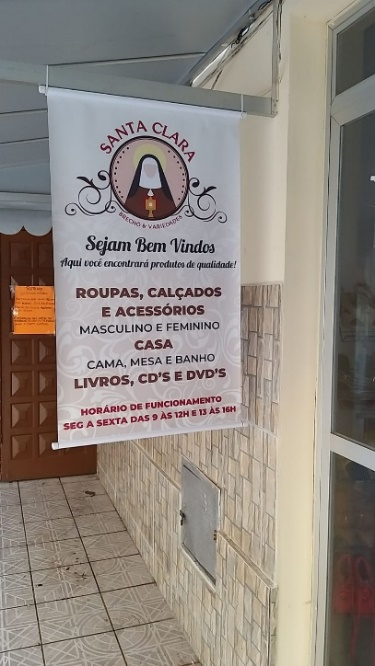 SANTA CLARA
BRECHÓ & VARIEDADES
Sejam Bem Vindos
Aqui você encontrará produtos de qualidade!
ROUPAS, CALÇADOS
E ACESSÓRIOS
MASCULINO E FEMININO
CASA
CAMA, MESA E BANHO
LIVROS, CD'S E DVD'S
HORÁRIO DE FUNCIONAMENTO
SEG A SEXTA DAS 9 ÀS 12H E 13 ÀS 16H